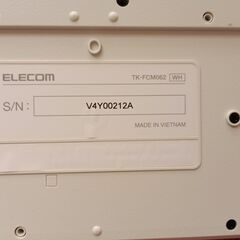 ELECOM
TK-FCM062 WH
S/N: V4Y00212A
MADE IN VIETNAM